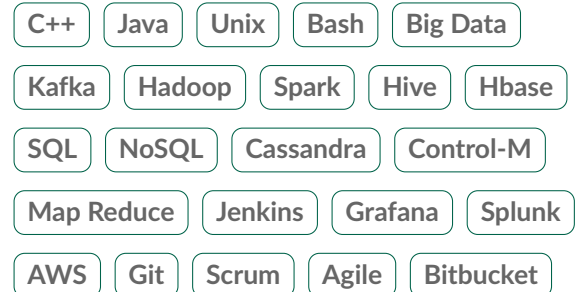 C++ Java Unix Bash Big Data
Kafka Hadoop Spark Hive Hbase
SQL NoSQL Cassandra Control-M
Map Reduce Jenkins Grafana Splunk
AWS Git Scrum Agile Bitbucket